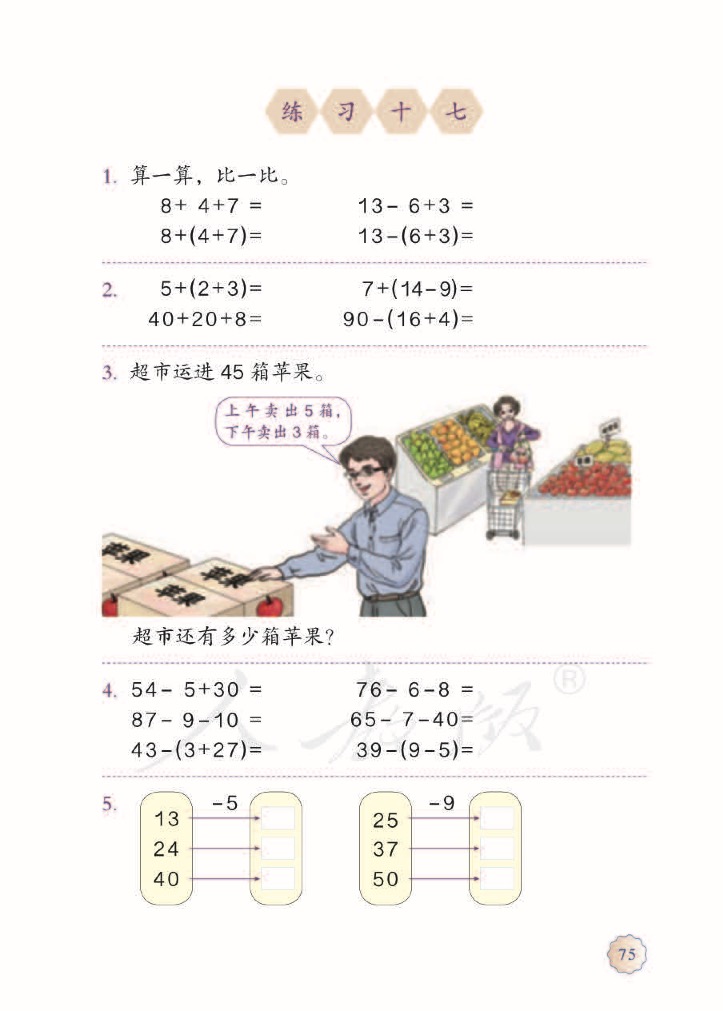 练习十七
1. 算一算，比一比。
8+ 4+7 = 13- 6+3 =
8+(4+7)= 13-(6+3)=
2. 5+(2+3)= 7+(14-9)=
40+20+8= 90-(16+4)=
3. 超市运进 45 箱苹果。
上午卖出 5 箱，
下午卖出 3 箱。
苹果
苹果
苹果
超市还有多少箱苹果?
4. 54- 5+30 = 76- 6-8 =
87- 9-10 = 65- 7-40=
43-(3+27)= 39-(9-5)=
人教版®
5. -5 -9
13 25
24 37
40 50
75